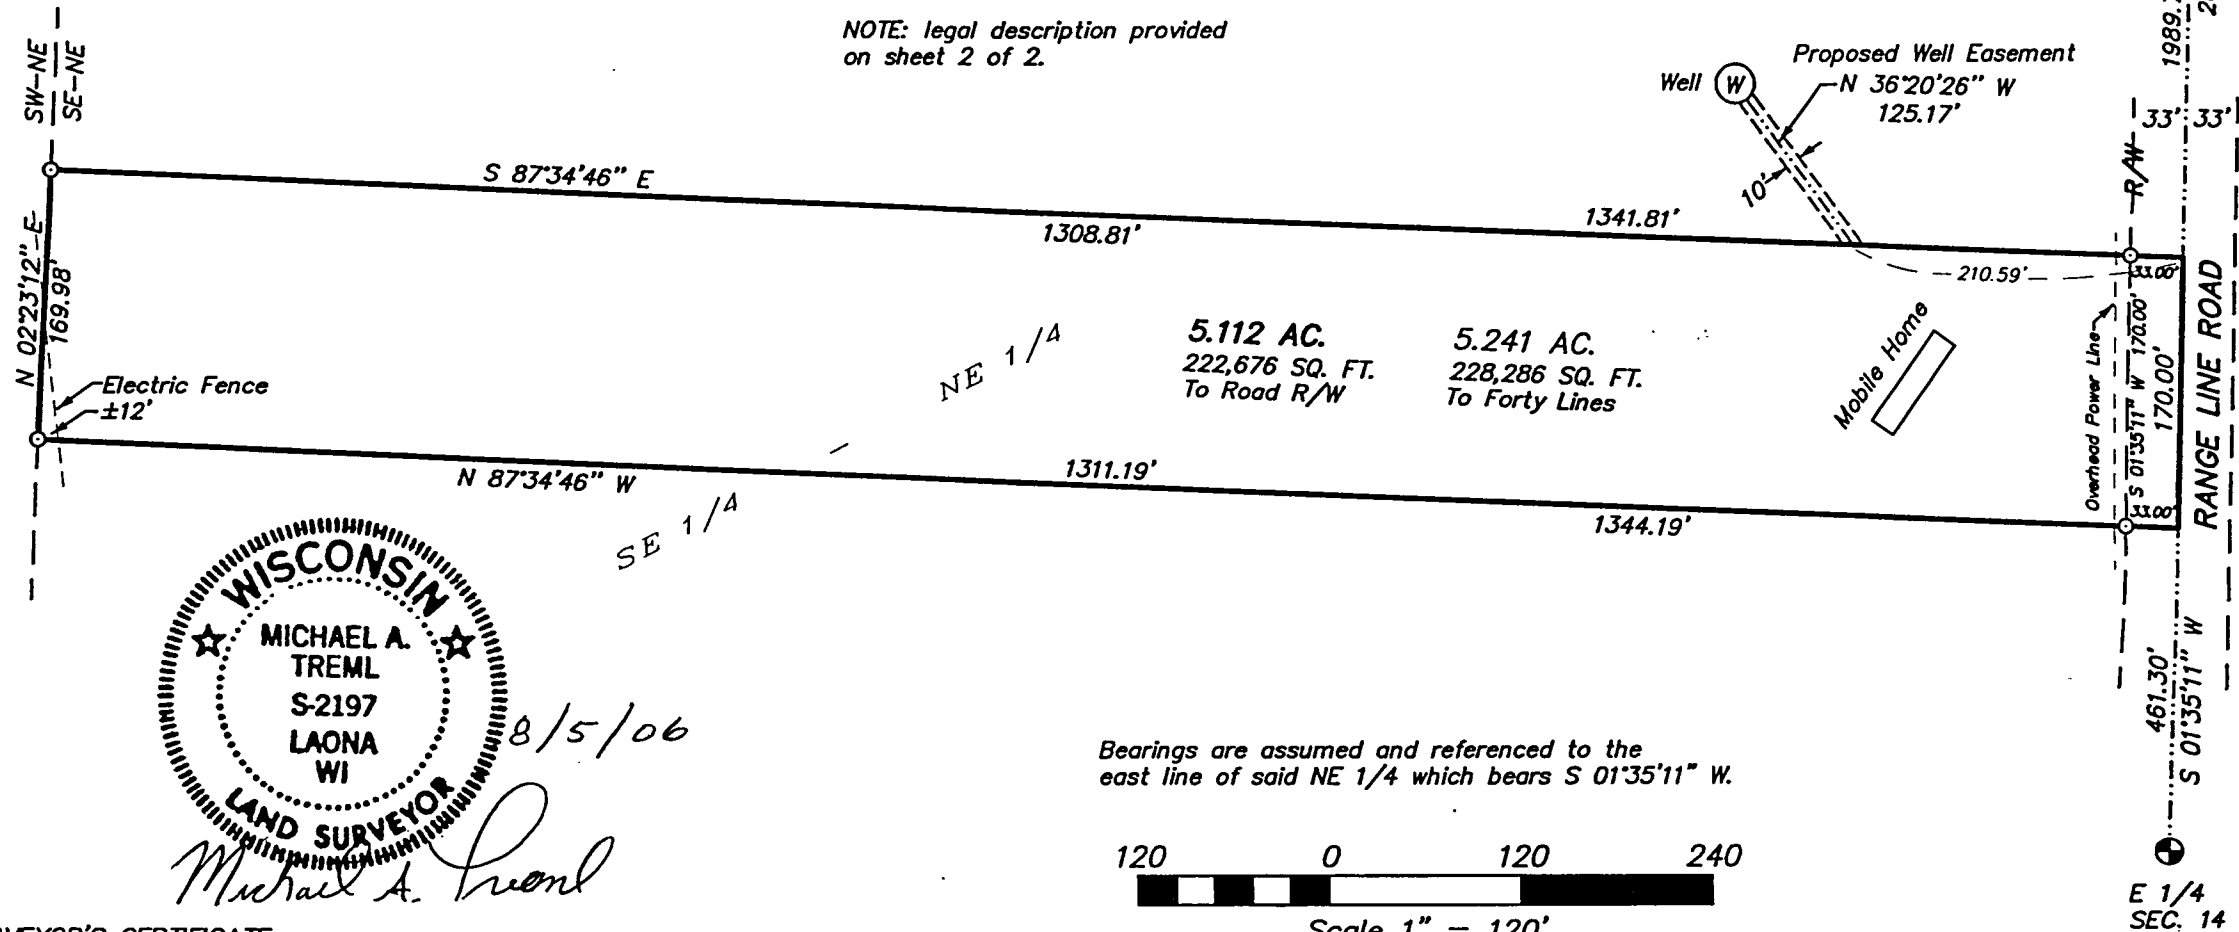 NOTE: legal description provided
on sheet 2 of 2.
SW-NE
SE-NE
Well
W
Proposed Well Easement
N 36°20'26" W
125.17'
10'
33'
33'
R/W
S 87°34'46" E
1308.81'
1341.81'
210.59'
33.00'
N 02°23'12" E
169.98'
Electric Fence
±12'
NE 1/4
SE 1/4
5.112 AC.
222,676 SQ. FT.
To Road R/W
5.241 AC.
228,286 SQ. FT.
To Forty Lines
Mobile Home
Overhead Power Line
S 01°35'11" W 170.00'
170.00'
RANGE LINE ROAD
33.00'
N 87°34'46" W
1311.19'
1344.19'
461.30'
S 01°35'11" W
WISCONSIN
MICHAEL A.
TREML
S-2197
LAONA
WI
LAND SURVEYOR
8/5/06
Michael A. Treml
Bearings are assumed and referenced to the
east line of said NE 1/4 which bears S 01°35'11" W.
120 0 120 240
Scale 1" = 120'
E 1/4
SEC. 14